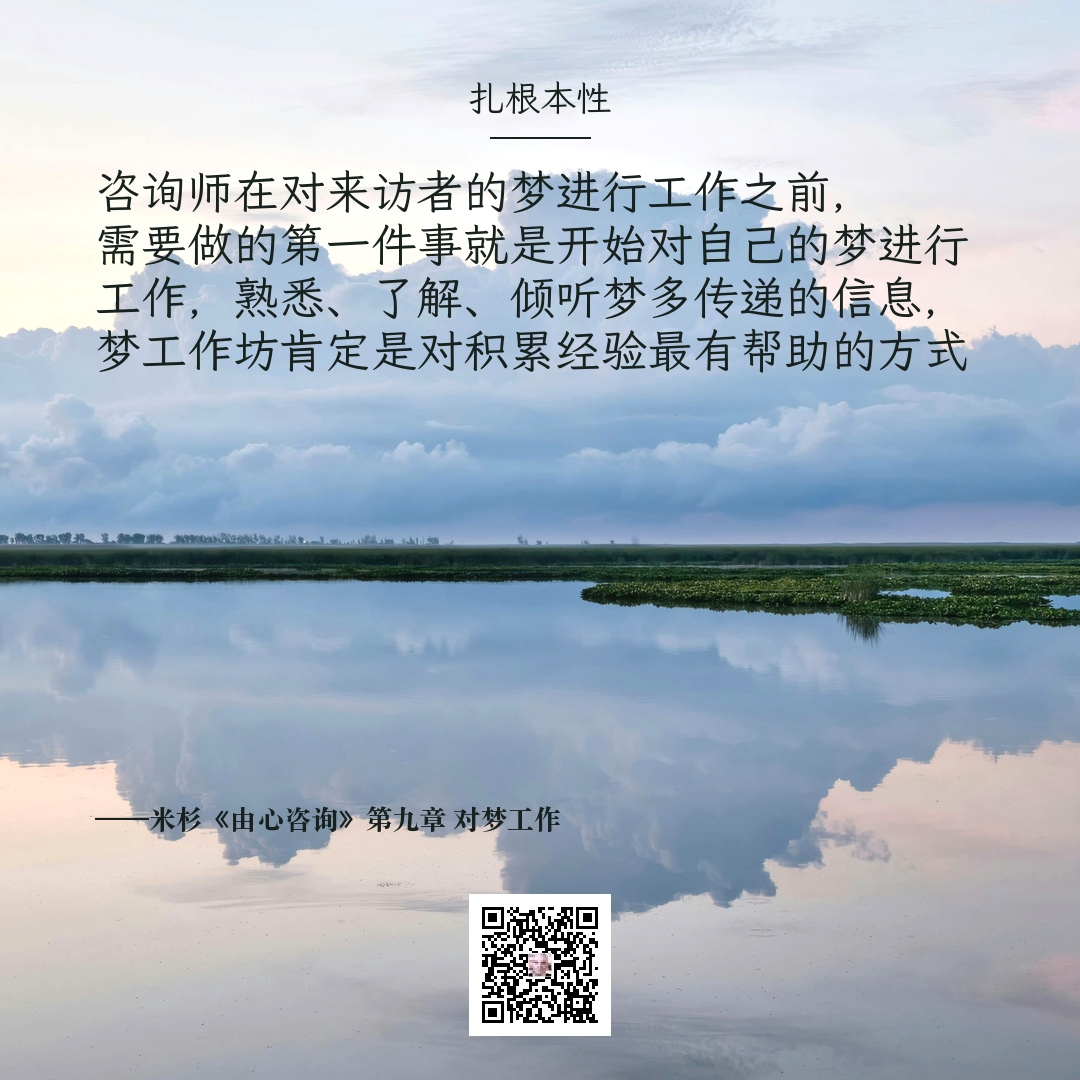 扎根本性
咨询师在对来访者的梦进行工作之前，
需要做的第一件事就是开始对自己的梦进行
工作，熟悉、了解、倾听梦多传递的信息，
梦工作坊肯定是对积累经验最有帮助的方式
——米杉《由心咨询》第九章 对梦工作